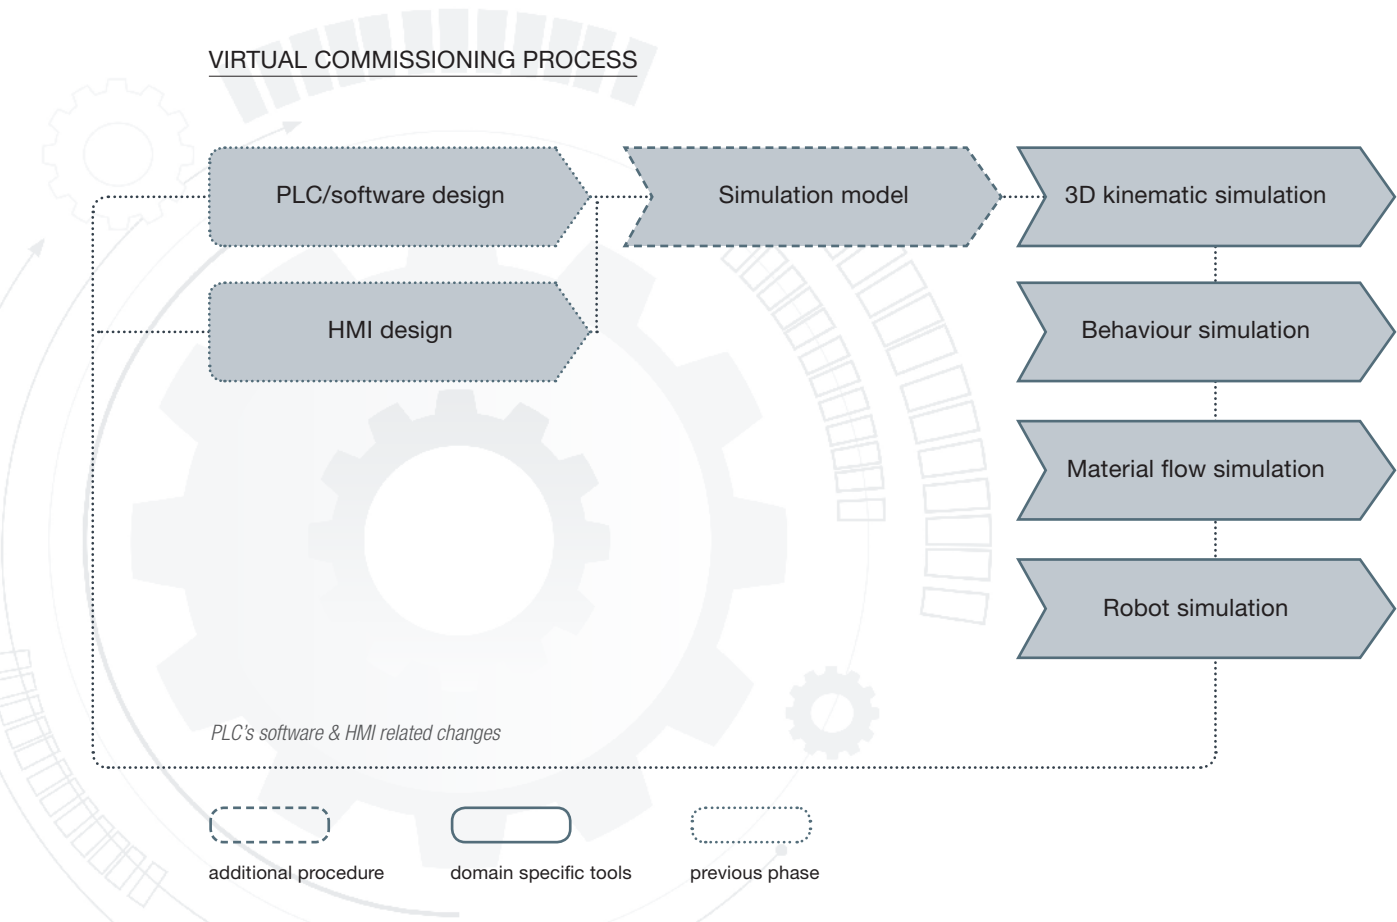 VIRTUAL COMMISSIONING PROCESS
PLC/software design
Simulation model
3D kinematic simulation
HMI design
Behaviour simulation
Material flow simulation
Robot simulation
PLC's software & HMI related changes
additional procedure
domain specific tools
previous phase